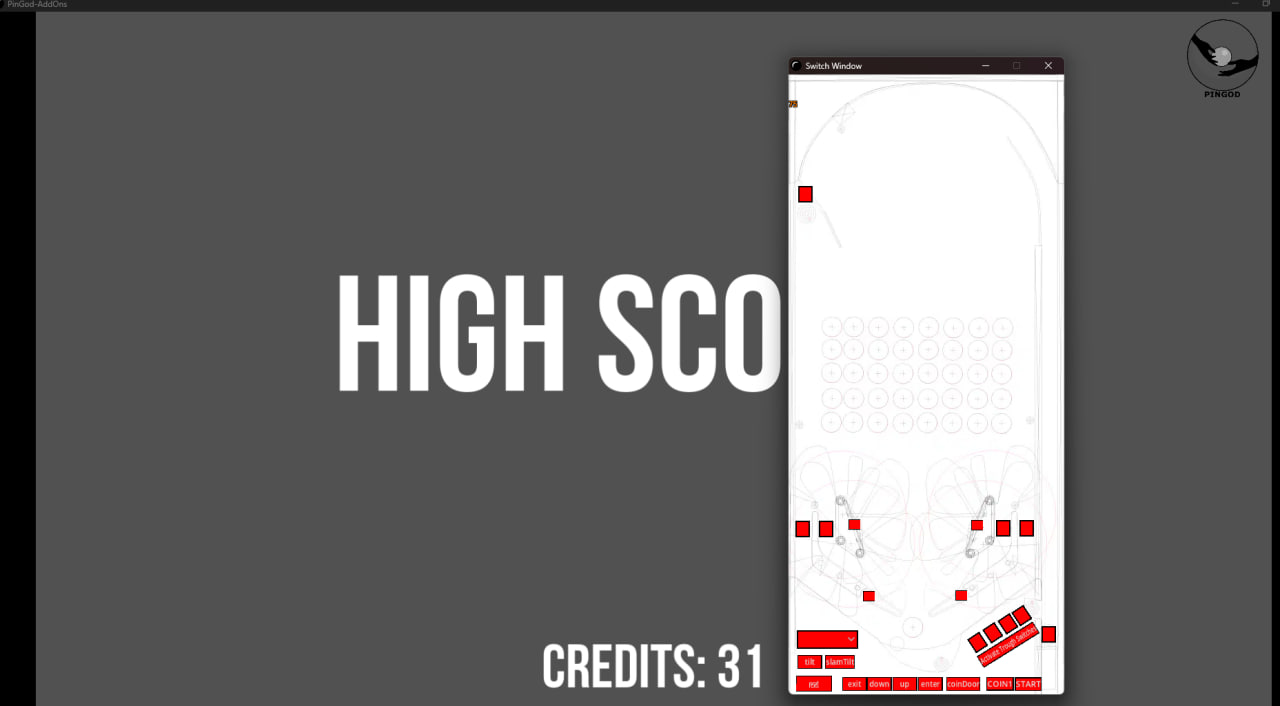 PinGod-AddOns
PINGOD
Switch Window
HIGH SCO
Activate Trough Switches
CREDITS: 31
tilt
slamTilt
exit
down
up
enter
coinDoor
COIN1
START